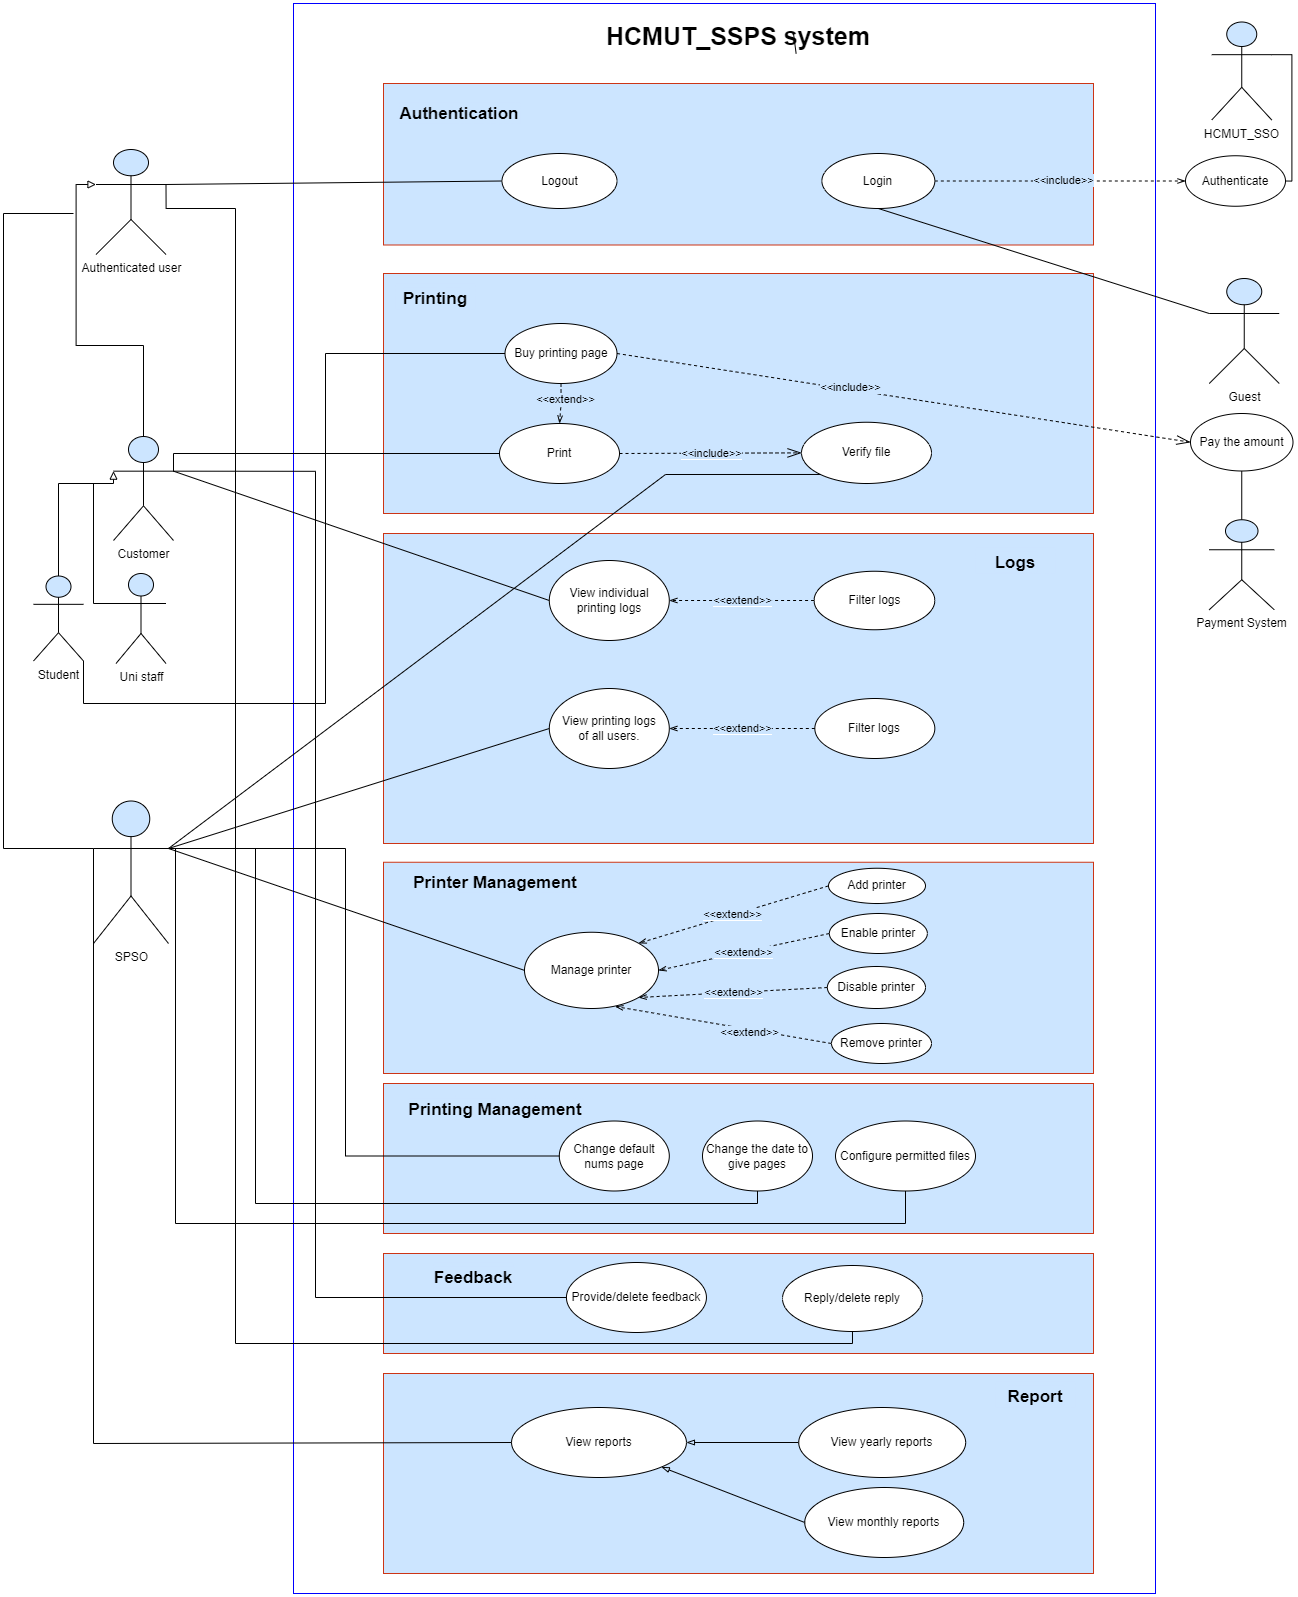 HCMUT_SSPS system
Authentication
Logout
Login
<<include>>
Authenticate
HCMUT_SSO
Authenticated user
Printing
Buy printing page
<<extend>>
<<include>>
Print
<<include>>
Verify file
Guest
Pay the amount
Payment System
Customer
Student
Uni staff
Logs
View individual
printing logs
<<extend>>
Filter logs
View printing logs
of all users.
<<extend>>
Filter logs
SPSO
Printer Management
Manage printer
<<extend>>
Add printer
<<extend>>
Enable printer
<<extend>>
Disable printer
<<extend>>
Remove printer
Printing Management
Change default
nums page
Change the date to
give pages
Configure permitted files
Feedback
Provide/delete feedback
Reply/delete reply
Report
View reports
View yearly reports
View monthly reports